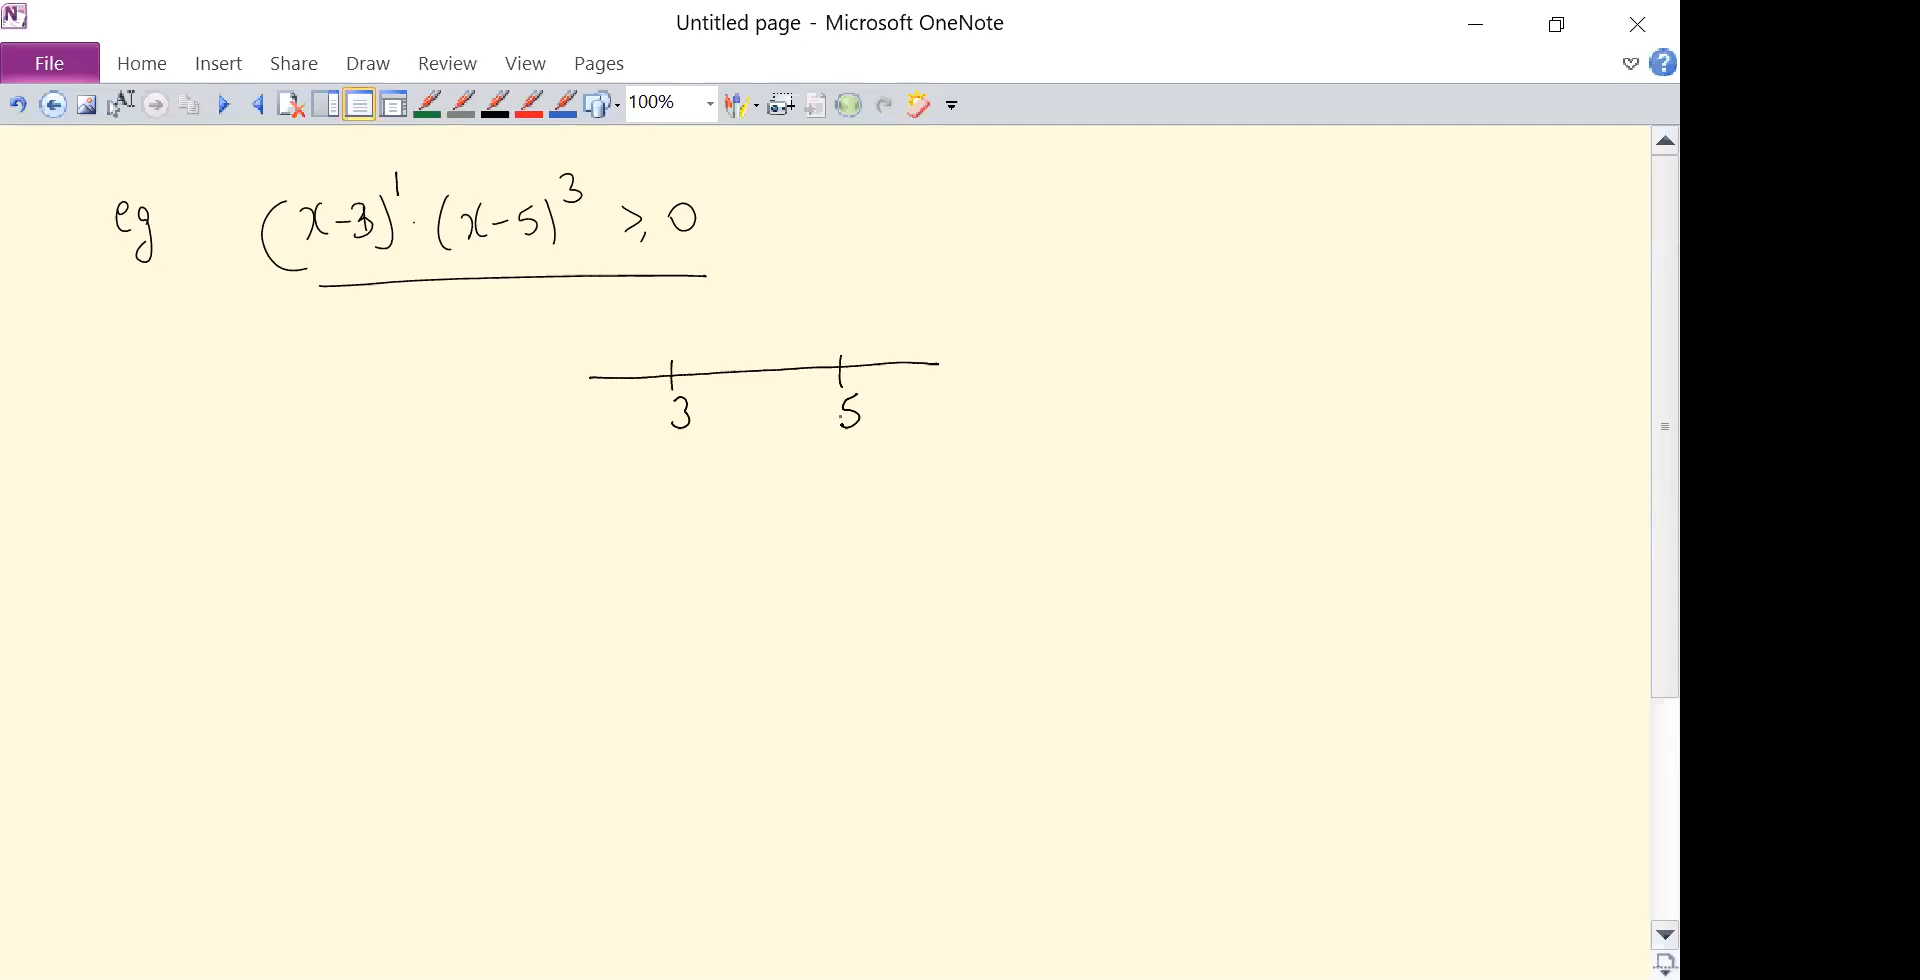 Untitled page - Microsoft OneNote
File Home Insert Share Draw Review View Pages
100%
eg (x-3)¹·(x-5)³ ≥ 0
3 5